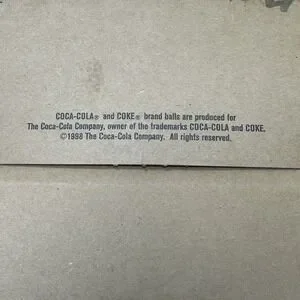 COCA-COLA® and COKE® brand balls are produced for
The Coca-Cola Company, owner of the trademarks COCA-COLA and COKE.
©1998 The Coca-Cola Company. All rights reserved.